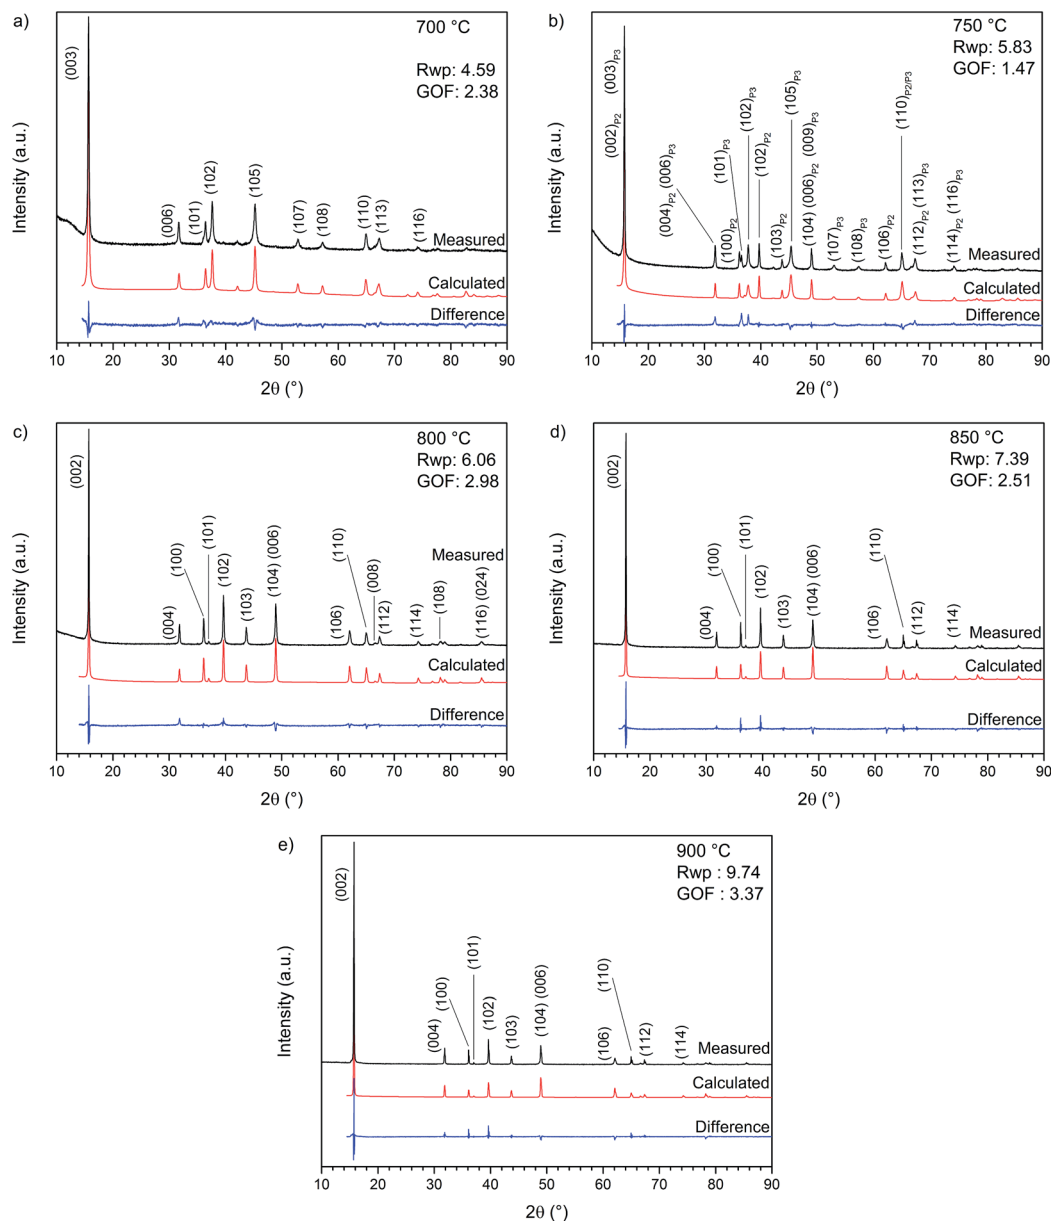 a)
700 °C
Rwp: 4.59
GOF: 2.38
Intensity (a.u.)
(003)
(006)
(101)
(102)
(105)
(107)
(108)
(110)
(113)
(116)
Measured
Calculated
Difference
10 20 30 40 50 60 70 80 90
2θ (°)
b)
750 °C
Rwp: 5.83
GOF: 1.47
Intensity (a.u.)
(002)P2 (003)P3
(004)P2 (006)P3
(100)P2
(101)P3
(102)P3
(102)P2
(103)P2
(105)P3
(104) (006)P2 (009)P3
(107)P3
(108)P3
(106)P2
(110)P2/P3
(112)P2 (113)P3
(114)P2 (116)P3
Measured
Calculated
Difference
10 20 30 40 50 60 70 80 90
2θ (°)
c)
800 °C
Rwp: 6.06
GOF: 2.98
Intensity (a.u.)
(002)
(004)
(100)
(101)
(102)
(103)
(104) (006)
(106)
(110)
(008)
(112)
(114)
(108)
(116) (024)
Measured
Calculated
Difference
10 20 30 40 50 60 70 80 90
2θ (°)
d)
850 °C
Rwp: 7.39
GOF: 2.51
Intensity (a.u.)
(002)
(004)
(100)
(101)
(102)
(103)
(104) (006)
(106)
(110)
(112)
(114)
Measured
Calculated
Difference
10 20 30 40 50 60 70 80 90
2θ (°)
e)
900 °C
Rwp : 9.74
GOF : 3.37
Intensity (a.u.)
(002)
(004)
(100)
(101)
(102)
(103)
(104) (006)
(106)
(110)
(112)
(114)
Measured
Calculated
Difference
10 20 30 40 50 60 70 80 90
2θ (°)